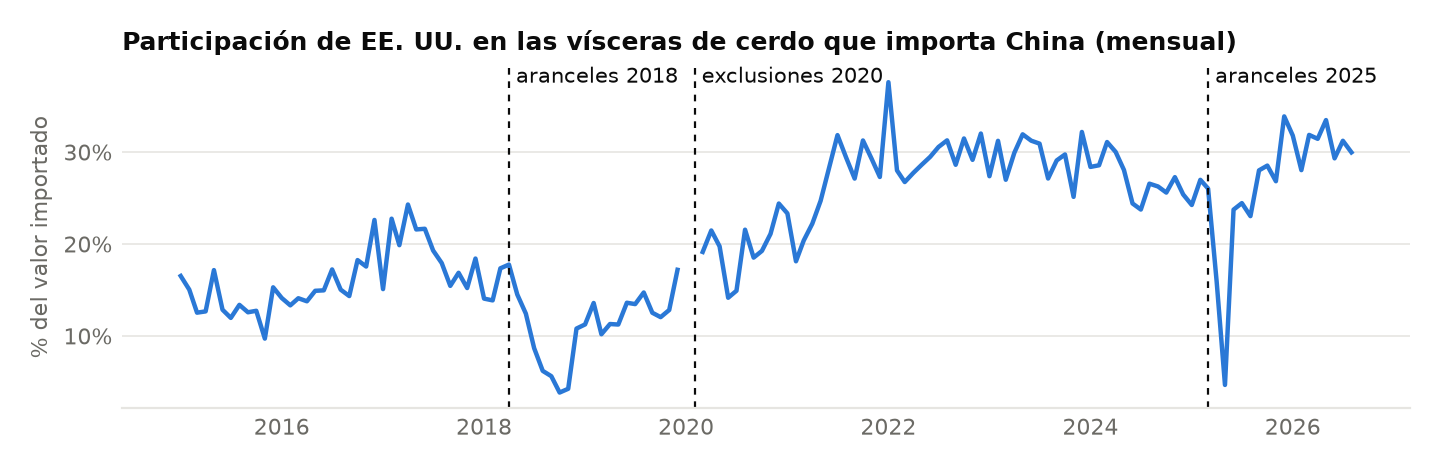 Participación de EE. UU. en las vísceras de cerdo que importa China (mensual)
aranceles 2018
exclusiones 2020
aranceles 2025
% del valor importado
30%
20%
10%
2016
2018
2020
2022
2024
2026